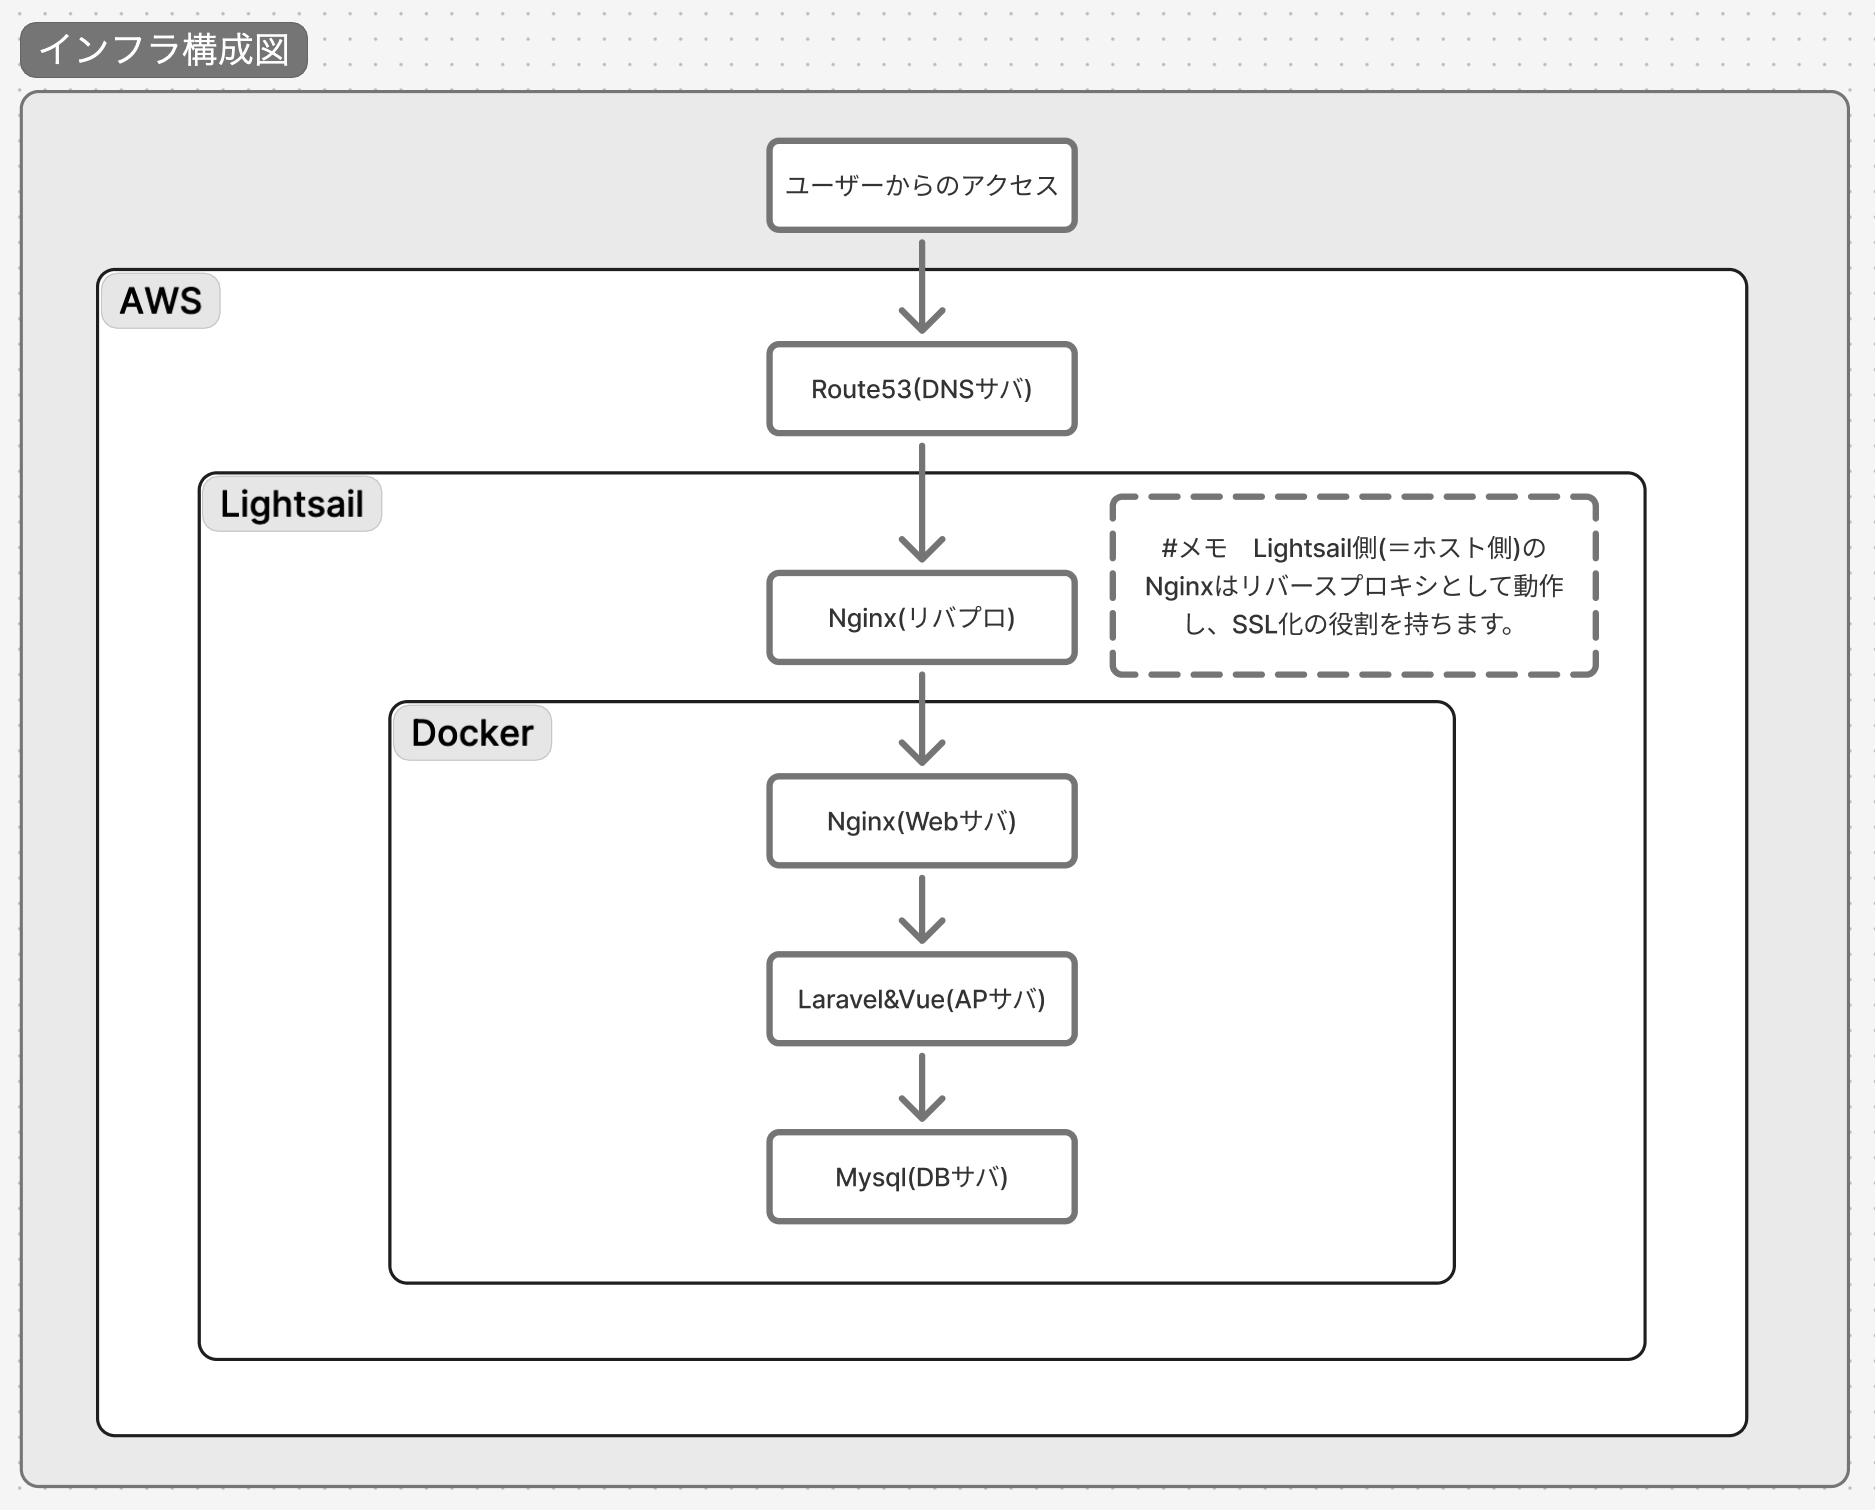 インフラ構成図
ユーザーからのアクセス
AWS
Route53(DNSサバ)
Lightsail
#メモ　Lightsail側(＝ホスト側)の
Nginxはリバースプロキシとして動作
し、SSL化の役割を持ちます。
Nginx(リバプロ)
Docker
Nginx(Webサバ)
Laravel&Vue(APサバ)
Mysql(DBサバ)